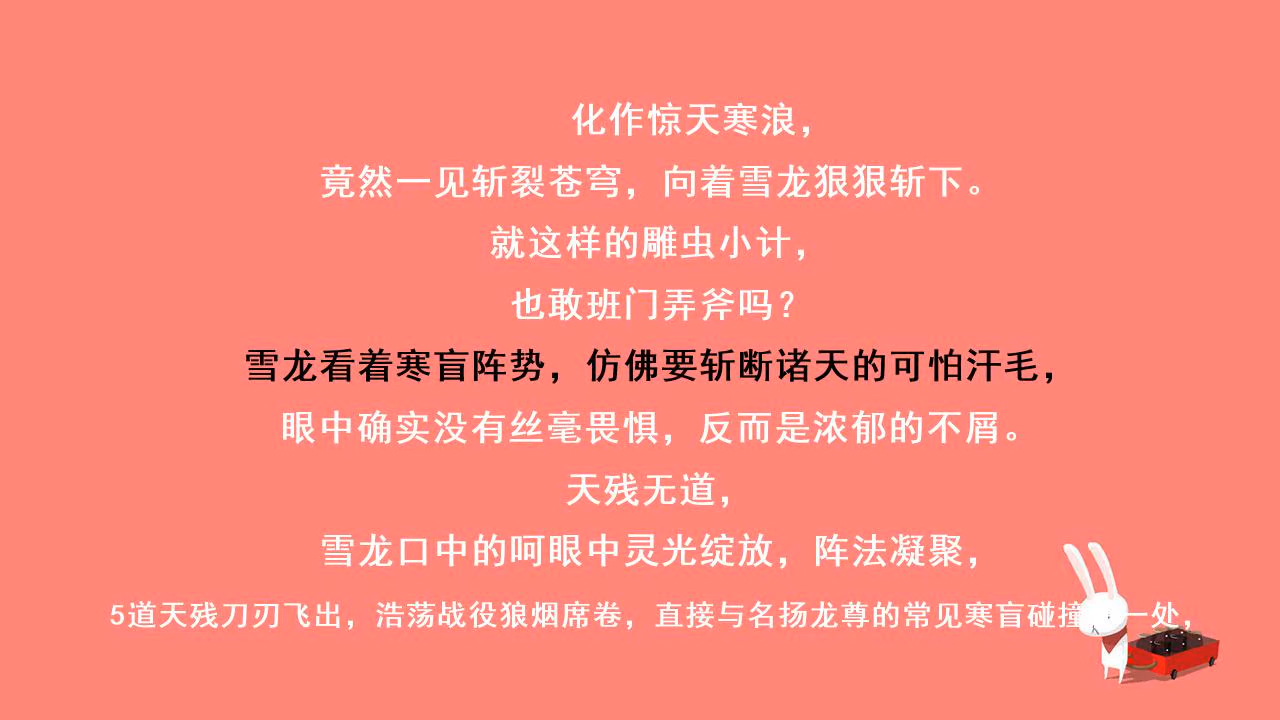 化作惊天寒浪，
竟然一见斩裂苍穹，向着雪龙狠狠斩下。
就这样的雕虫小计，
也敢班门弄斧吗？
雪龙看着寒盲阵势，仿佛要斩断诸天的可怕汗毛，
眼中确实没有丝毫畏惧，反而是浓郁的不屑。
天残无道，
雪龙口中的呵眼中灵光绽放，阵法凝聚，
5道天残刀刃飞出，浩荡战役狼烟席卷，直接与名扬龙尊的常见寒盲碰撞一处，